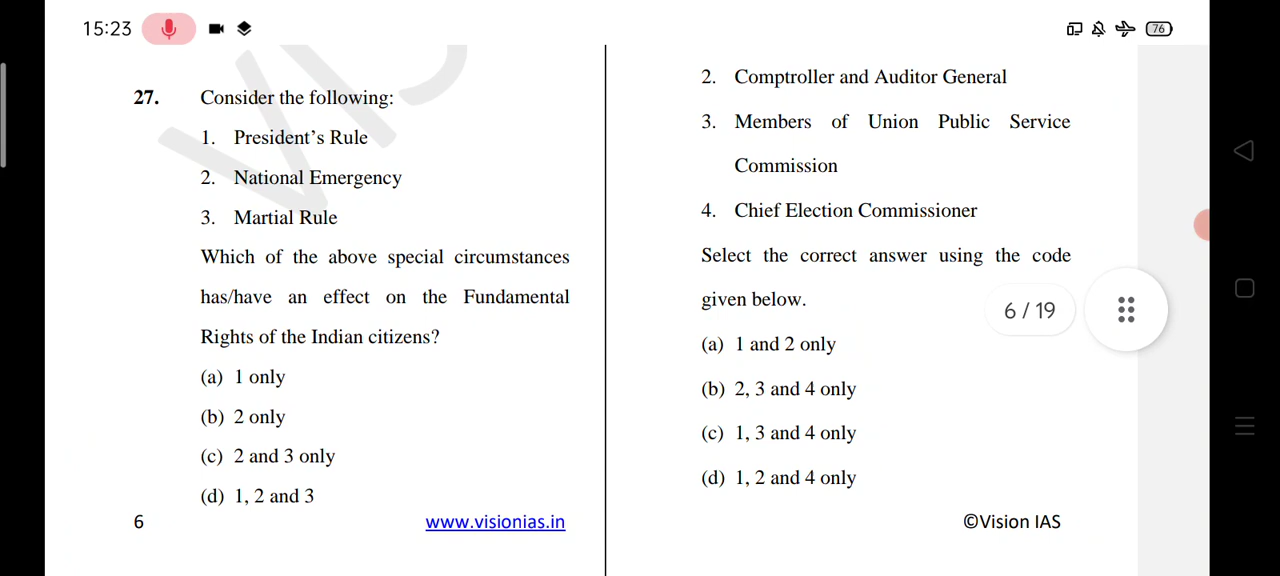 15:23
76
27. Consider the following:
1. President's Rule
2. National Emergency
3. Martial Rule
Which of the above special circumstances
has/have an effect on the Fundamental
Rights of the Indian citizens?
(a) 1 only
(b) 2 only
(c) 2 and 3 only
(d) 1, 2 and 3
6
www.visionias.in
2. Comptroller and Auditor General
3. Members of Union Public Service
Commission
4. Chief Election Commissioner
Select the correct answer using the code
given below.
(a) 1 and 2 only
(b) 2, 3 and 4 only
(c) 1, 3 and 4 only
(d) 1, 2 and 4 only
©Vision IAS
6 / 19